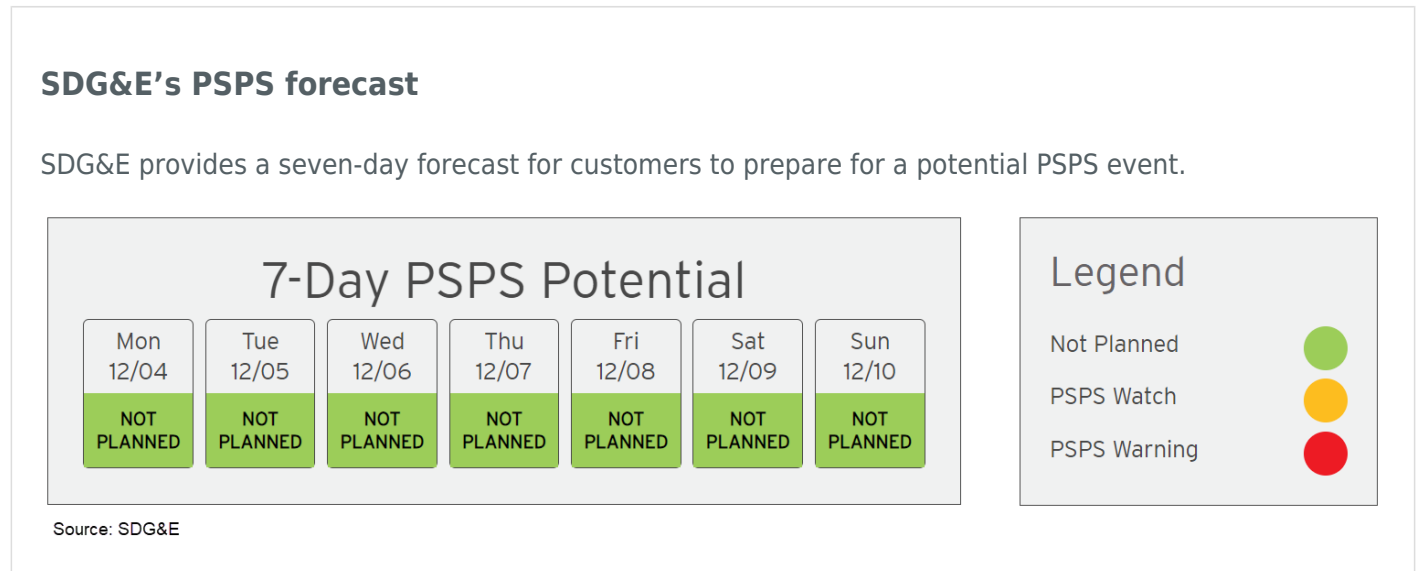 SDG&E’s PSPS forecast
SDG&E provides a seven-day forecast for customers to prepare for a potential PSPS event.
7-Day PSPS Potential
Mon
12/04
NOT
PLANNED
Tue
12/05
NOT
PLANNED
Wed
12/06
NOT
PLANNED
Thu
12/07
NOT
PLANNED
Fri
12/08
NOT
PLANNED
Sat
12/09
NOT
PLANNED
Sun
12/10
NOT
PLANNED
Legend
Not Planned
PSPS Watch
PSPS Warning
Source: SDG&E